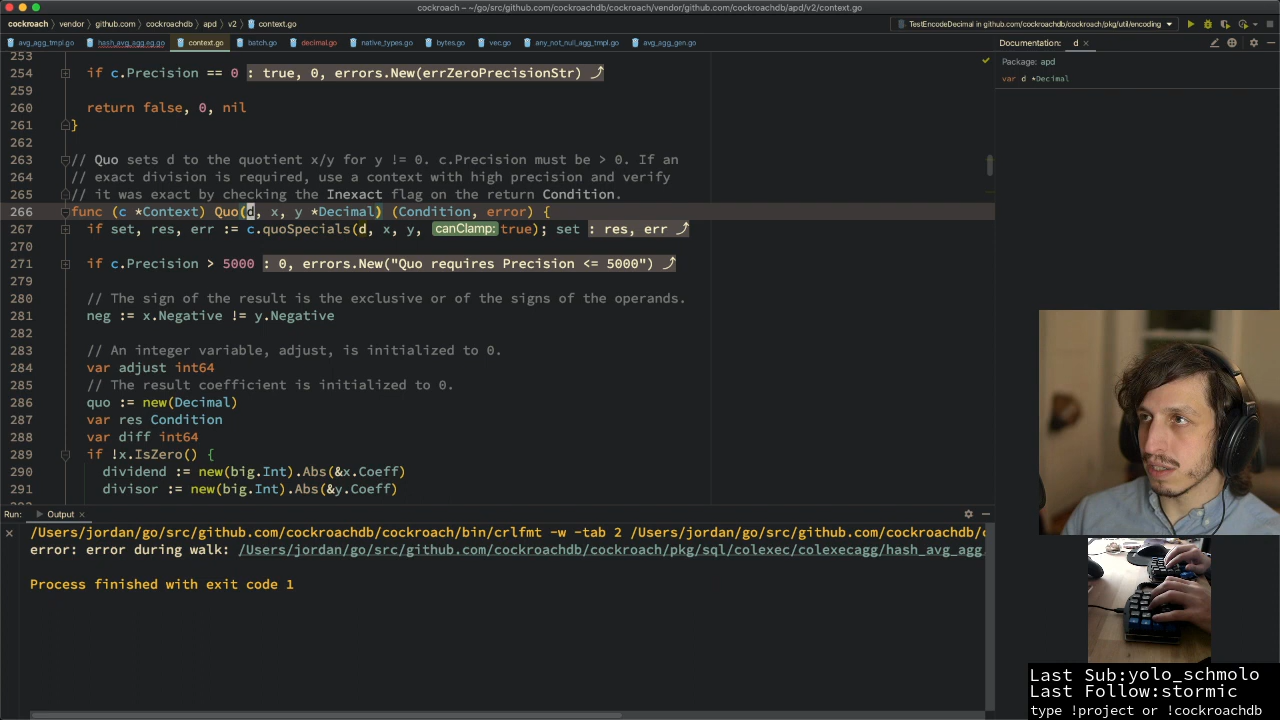 cockroach – ~/go/src/github.com/cockroachdb/cockroach/vendor/github.com/cockroachdb/apd/v2/context.go
cockroach vendor github.com cockroachdb apd v2 context.go
TestEncodeDecimal in github.com/cockroachdb/cockroach/pkg/util/encoding
avg_agg_tmpl.go hash_avg_agg.eg.go context.go batch.go decimal.go native_types.go bytes.go vec.go any_not_null_agg_tmpl.go avg_agg_gen.go
Documentation: d
Package: apd
var d *Decimal
253
254 if c.Precision == 0 : true, 0, errors.New(errZeroPrecisionStr)
259
260 return false, 0, nil
261 }
262
263 // Quo sets d to the quotient x/y for y != 0. c.Precision must be > 0. If an
264 // exact division is required, use a context with high precision and verify
265 // it was exact by checking the Inexact flag on the return Condition.
266 func (c *Context) Quo(d, x, y *Decimal) (Condition, error) {
267 if set, res, err := c.quoSpecials(d, x, y, canClamp: true); set : res, err
270
271 if c.Precision > 5000 : 0, errors.New("Quo requires Precision <= 5000")
279
280 // The sign of the result is the exclusive or of the signs of the operands.
281 neg := x.Negative != y.Negative
282
283 // An integer variable, adjust, is initialized to 0.
284 var adjust int64
285 // The result coefficient is initialized to 0.
286 quo := new(Decimal)
287 var res Condition
288 var diff int64
289 if !x.IsZero() {
290 dividend := new(big.Int).Abs(&x.Coeff)
291 divisor := new(big.Int).Abs(&y.Coeff)
Run: Output
/Users/jordan/go/src/github.com/cockroachdb/cockroach/bin/crlfmt -w -tab 2 /Users/jordan/go/src/github.com/cockroachdb/
error: error during walk: /Users/jordan/go/src/github.com/cockroachdb/cockroach/pkg/sql/colexec/colexecagg/hash_avg_agg
Process finished with exit code 1
Last Sub:yolo_schmolo
Last Follow:stormic
type !project or !cockroachdb